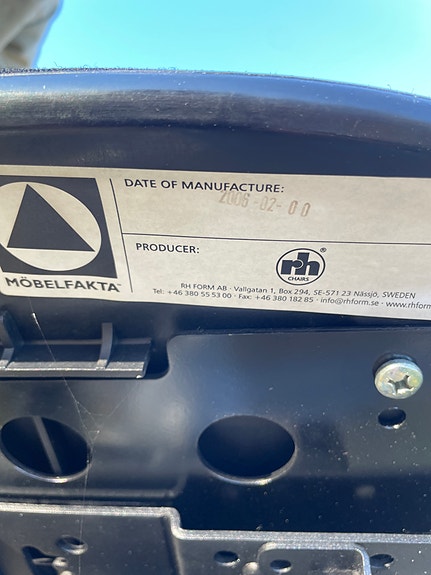 DATE OF MANUFACTURE:
2006-02-00
PRODUCER:
rh®
CHAIRS
MÖBELFAKTA™
RH FORM AB · Vallgatan 1, Box 294, SE-571 23 Nässjö, SWEDEN
Tel: +46 380 55 53 00 · Fax: +46 380 182 85 · info@rhform.se · www.rhform